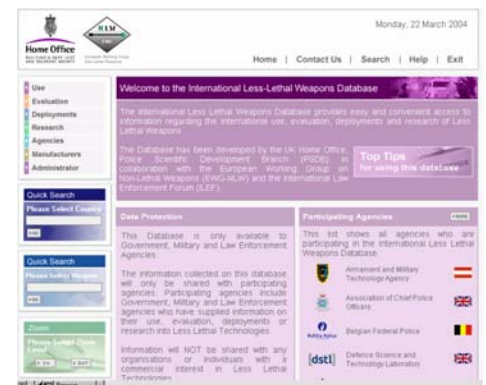 Monday, 22 March 2004
Home Office
Home | Contact Us | Search | Help | Exit
Use
Evaluation
Deployments
Research
Agencies
Manufacturers
Administrator
Welcome to the International Less-Lethal Weapons Database
The International Less-Lethal Weapons Database provides easy and convenient access to
information regarding the International use, evaluation, deployments and research of Less
Lethal Weapons
The Database has been developed by the UK Home Office,
Police Scientific Development Branch (PSDB) in
collaboration with the European Working Group on
Non-Lethal Weapons (EWG-NLW) and the International Law
Enforcement Forum (ILEF).
Top Tips
for using this database
Quick Search
Please Select Country
Quick Search
Please Select Weapon
Zoom
Please Select Zoom
Level
Data Protection
This Database is only available to
Government, Military and Law Enforcement
Agencies.
The information collected on this database
will only be shared with participating
agencies. Participating agencies include
Government, Military and Law Enforcement
agencies who have supplied information on
their use, evaluation, deployments or
research into Less Lethal Technologies
Information will NOT be shared with any
organisations or individuals with a
commercial interest in Less Lethal
Technologies
Participating Agencies
This list shows all agencies who are
participating in the International Less Lethal
Weapons Database.
Armament and Military
Technology Agency
Association of Chief Police
Officers
Belgian Federal Police
[dstl]
Defence Science and
Technology Laboratory